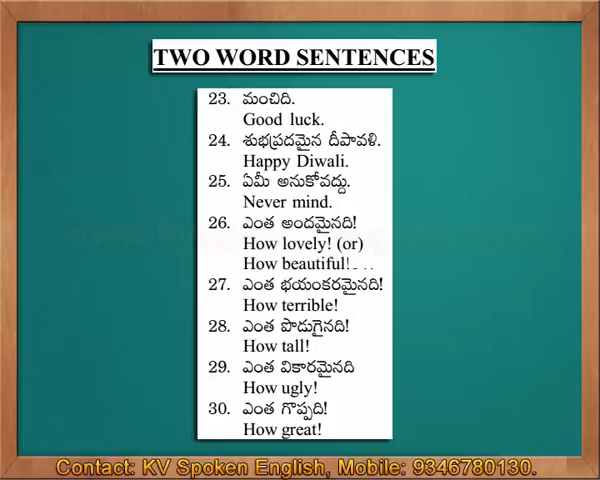 TWO WORD SENTENCES
23. మంచిది.
Good luck.
24. శుభప్రదమైన దీపావళి.
Happy Diwali.
25. ఏమీ అనుకోవద్దు.
Never mind.
26. ఎంత అందమైనది!
How lovely! (or)
How beautiful!
27. ఎంత భయంకరమైనది!
How terrible!
28. ఎంత పొడుగైనది!
How tall!
29. ఎంత వికారమైనది
How ugly!
30. ఎంత గొప్పది!
How great!
Contact: KV Spoken English, Mobile: 9346780130.